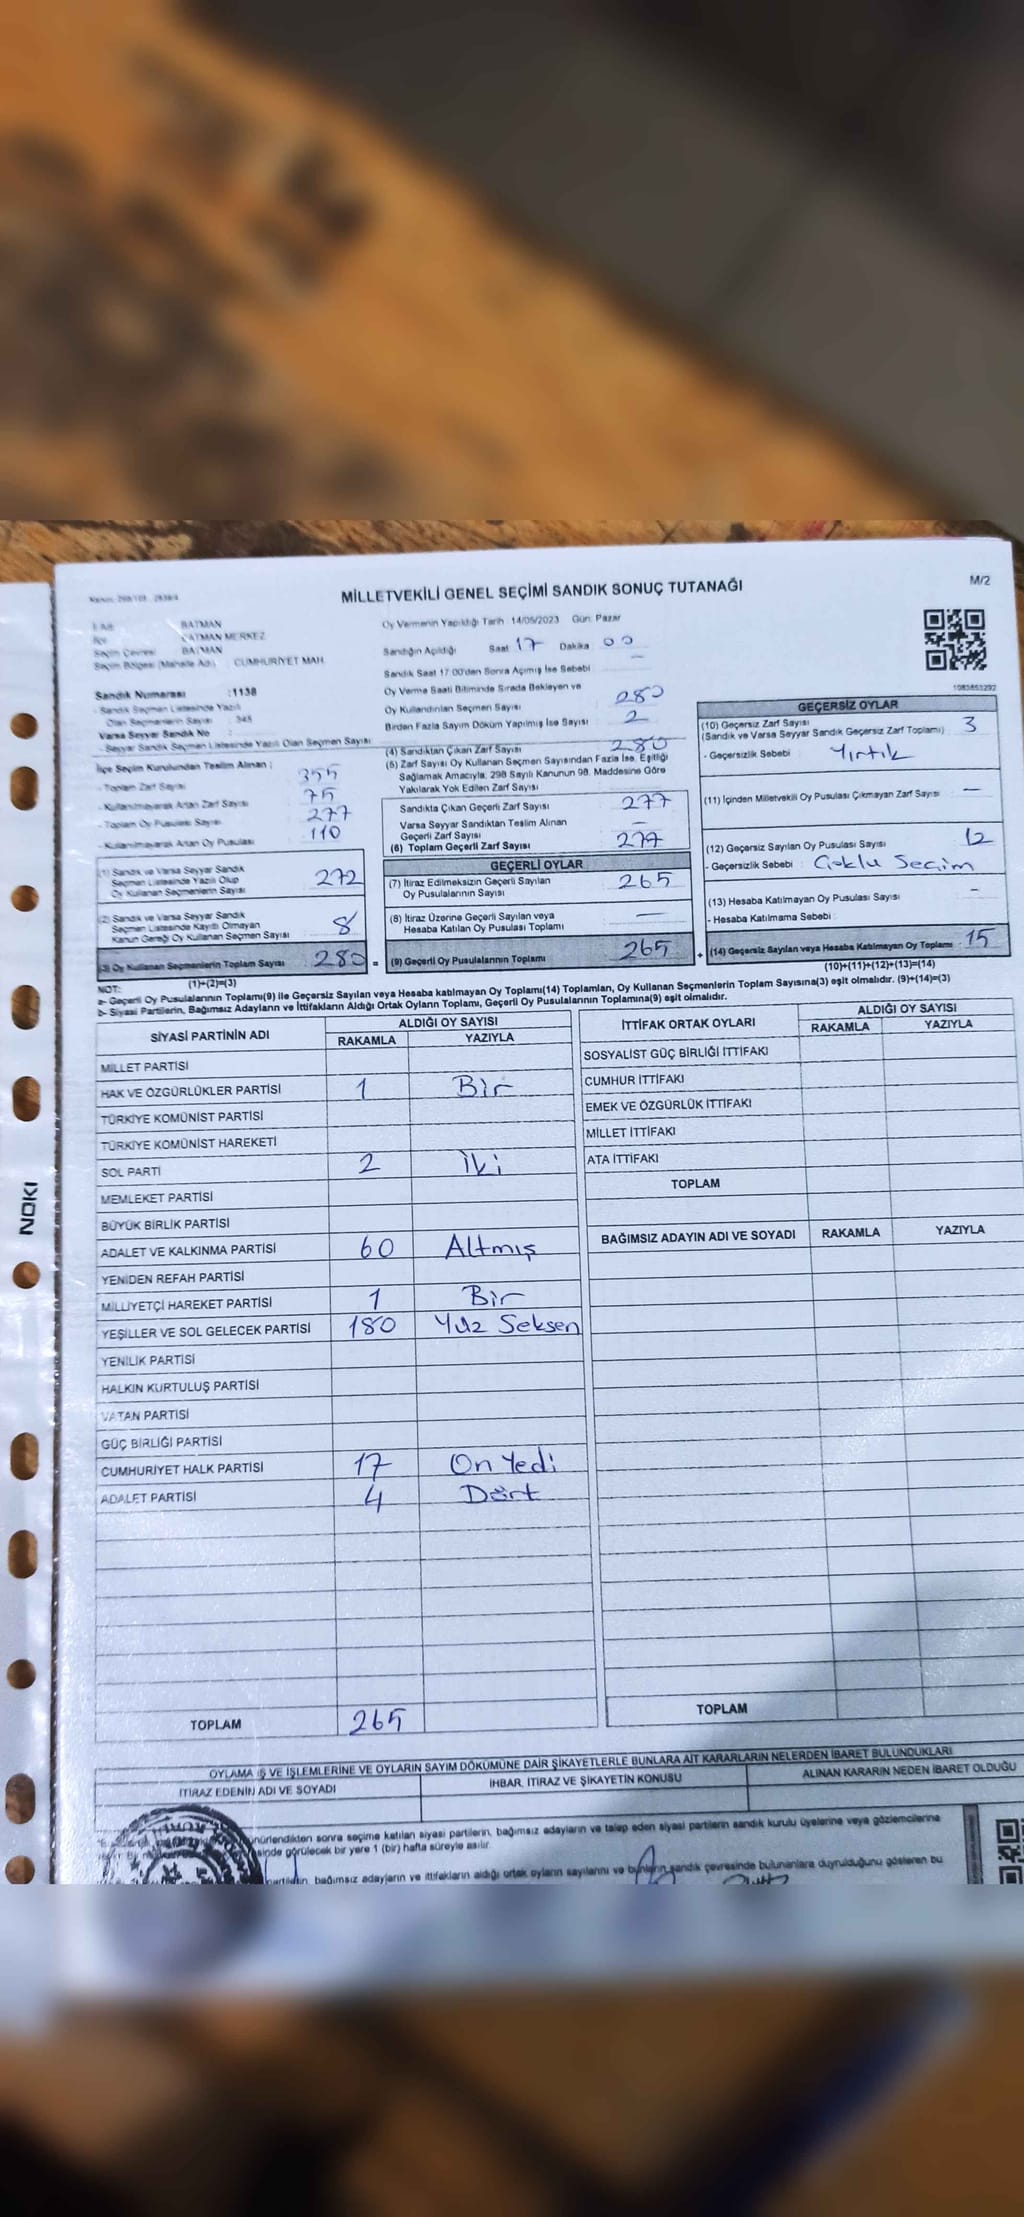 M/2
MİLLETVEKİLİ GENEL SEÇİMİ SANDIK SONUÇ TUTANAĞI
BATMAN
BATMAN MERKEZ
Seçim Çevresi BATMAN
Seçim Bölgesi (Mahalle Adı) CUMHURİYET MAH.
Sandık Numarası :1138
- Sandık Seçmen Listesinde Yazılı
Olan Seçmenlerin Sayısı : 345
Varsa Seyyar Sandık No :
- Seyyar Sandık Seçmen Listesinde Yazılı Olan Seçmen Sayısı
İlçe Seçim Kurulundan Teslim Alınan ;
- Toplam Zarf Sayısı 355
- Kullanılmayarak Artan Zarf Sayısı 75
- Toplam Oy Pusulası Sayısı 277
- Kullanılmayarak Artan Oy Pusulası 110
(1) Sandık ve Varsa Seyyar Sandık
Seçmen Listesinde Yazılı Olup
Oy Kullanan Seçmenlerin Sayısı 272
(2) Sandık ve Varsa Seyyar Sandık
Seçmen Listesinde Kayıtlı Olmayan
Kanun Gereği Oy Kullanan Seçmen Sayısı 8
(3) Oy Kullanan Seçmenlerin Toplam Sayısı 280 =
(1)+(2)=(3)
Oy Vermenin Yapıldığı Tarih : 14/05/2023 Gün: Pazar
Sandığın Açıldığı Saat 17 Dakika 00
Sandık Saat 17:00'den Sonra Açımış İse Sebebi —
Oy Verme Saati Bitiminde Sırada Bekleyen ve
Oy Kullandırılan Seçmen Sayısı 280
Birden Fazla Sayım Döküm Yapılmış İse Sayısı 2
(4) Sandıktan Çıkan Zarf Sayısı 280
(5) Zarf Sayısı Oy Kullanan Seçmen Sayısından Fazla İse, Eşitliği
Sağlamak Amacıyla, 298 Sayılı Kanunun 98. Maddesine Göre
Yakılarak Yok Edilen Zarf Sayısı
Sandıkta Çıkan Geçerli Zarf Sayısı 277
Varsa Seyyar Sandıktan Teslim Alınan
Geçerli Zarf Sayısı —
(6) Toplam Geçerli Zarf Sayısı 277
GEÇERLİ OYLAR
(7) İtiraz Edilmeksizin Geçerli Sayılan
Oy Pusulalarının Sayısı 265
(8) İtiraz Üzerine Geçerli Sayılan veya
Hesaba Katılan Oy Pusulası Toplamı —
(9) Geçerli Oy Pusulalarının Toplamı 265 +
1083653292
GEÇERSİZ OYLAR
(10) Geçersiz Zarf Sayısı
(Sandık ve Varsa Seyyar Sandık Geçersiz Zarf Toplamı) 3
- Geçersizlik Sebebi : Yırtık
(11) İçinden Milletvekili Oy Pusulası Çıkmayan Zarf Sayısı —
(12) Geçersiz Sayılan Oy Pusulası Sayısı 12
- Geçersizlik Sebebi : Çoklu Seçim
(13) Hesaba Katılmayan Oy Pusulası Sayısı -
- Hesaba Katılmama Sebebi :
(14) Geçersiz Sayılan veya Hesaba Katılmayan Oy Toplamı : 15
(10)+(11)+(12)+(13)=(14)
NOT:
a- Geçerli Oy Pusulalarının Toplamı(9) ile Geçersiz Sayılan veya Hesaba katılmayan Oy Toplamı(14) Toplamları, Oy Kullanan Seçmenlerin Toplam Sayısına(3) eşit olmalıdır. (9)+(14)=(3)
b- Siyasi Partilerin, Bağımsız Adayların ve İttifakların Aldığı Ortak Oyların Toplamı, Geçerli Oy Pusulalarının Toplamına(9) eşit olmalıdır.
SİYASİ PARTİNİN ADI ALDIĞI OY SAYISI
RAKAMLA YAZIYLA
MİLLET PARTİSİ
HAK VE ÖZGÜRLÜKLER PARTİSİ 1 Bir
TÜRKİYE KOMÜNİST PARTİSİ
TÜRKİYE KOMÜNİST HAREKETİ
SOL PARTİ 2 İki
MEMLEKET PARTİSİ
BÜYÜK BİRLİK PARTİSİ
ADALET VE KALKINMA PARTİSİ 60 Altmış
YENİDEN REFAH PARTİSİ
MİLLİYETÇİ HAREKET PARTİSİ 1 Bir
YEŞİLLER VE SOL GELECEK PARTİSİ 180 Yüz Seksen
YENİLİK PARTİSİ
HALKIN KURTULUŞ PARTİSİ
VATAN PARTİSİ
GÜÇ BİRLİĞİ PARTİSİ
CUMHURİYET HALK PARTİSİ 17 On Yedi
ADALET PARTİSİ 4 Dört
TOPLAM 265
İTTİFAK ORTAK OYLARI ALDIĞI OY SAYISI
RAKAMLA YAZIYLA
SOSYALİST GÜÇ BİRLİĞİ İTTİFAKI
CUMHUR İTTİFAKI
EMEK VE ÖZGÜRLÜK İTTİFAKI
MİLLET İTTİFAKI
ATA İTTİFAKI
TOPLAM
BAĞIMSIZ ADAYIN ADI VE SOYADI RAKAMLA YAZIYLA
TOPLAM
NOKI
OYLAMA İŞ VE İŞLEMLERİNE VE OYLARIN SAYIM DÖKÜMÜNE DAİR ŞİKAYETLERLE BUNLARA AİT KARARLARIN NELERDEN İBARET BULUNDUKLARI
İTİRAZ EDENİN ADI VE SOYADI İHBAR, İTİRAZ VE ŞİKAYETİN KONUSU ALINAN KARARIN NEDEN İBARET OLDUĞU
sonra seçime katılan siyasi partilerin, bağımsız adayların ve talep eden siyasi partilerin sandık kurulu üyelerine veya gözlemcilerine
görülecek bir yere 1 (bir) hafta süreyle asılır.
bağımsız adayların ve ittifakların aldığı ortak oyların sayılarını ve bunların sandık çevresinde bulunanlara duyrulduğunu gösteren bu